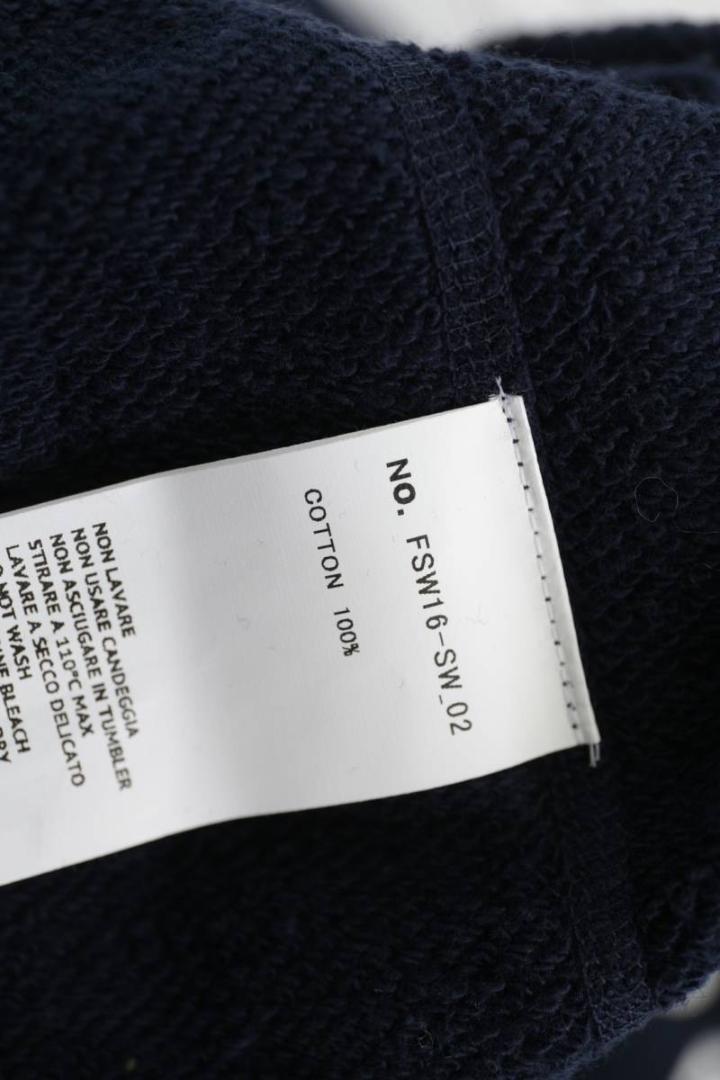 NO. FSW16-SW_02
COTTON 100%
NON LAVARE
NON USARE CANDEGGIA
NON ASCIUGARE IN TUMBLER
STIRARE A 110°C MAX
LAVARE A SECCO DELICATO
NOT WASH
BLEACH